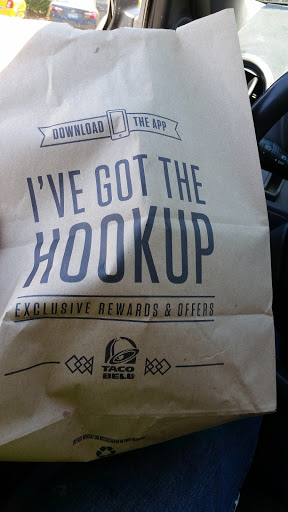 DOWNLOAD THE APP
I'VE GOT THE
HOOKUP
EXCLUSIVE REWARDS & OFFERS
TACO
BELL